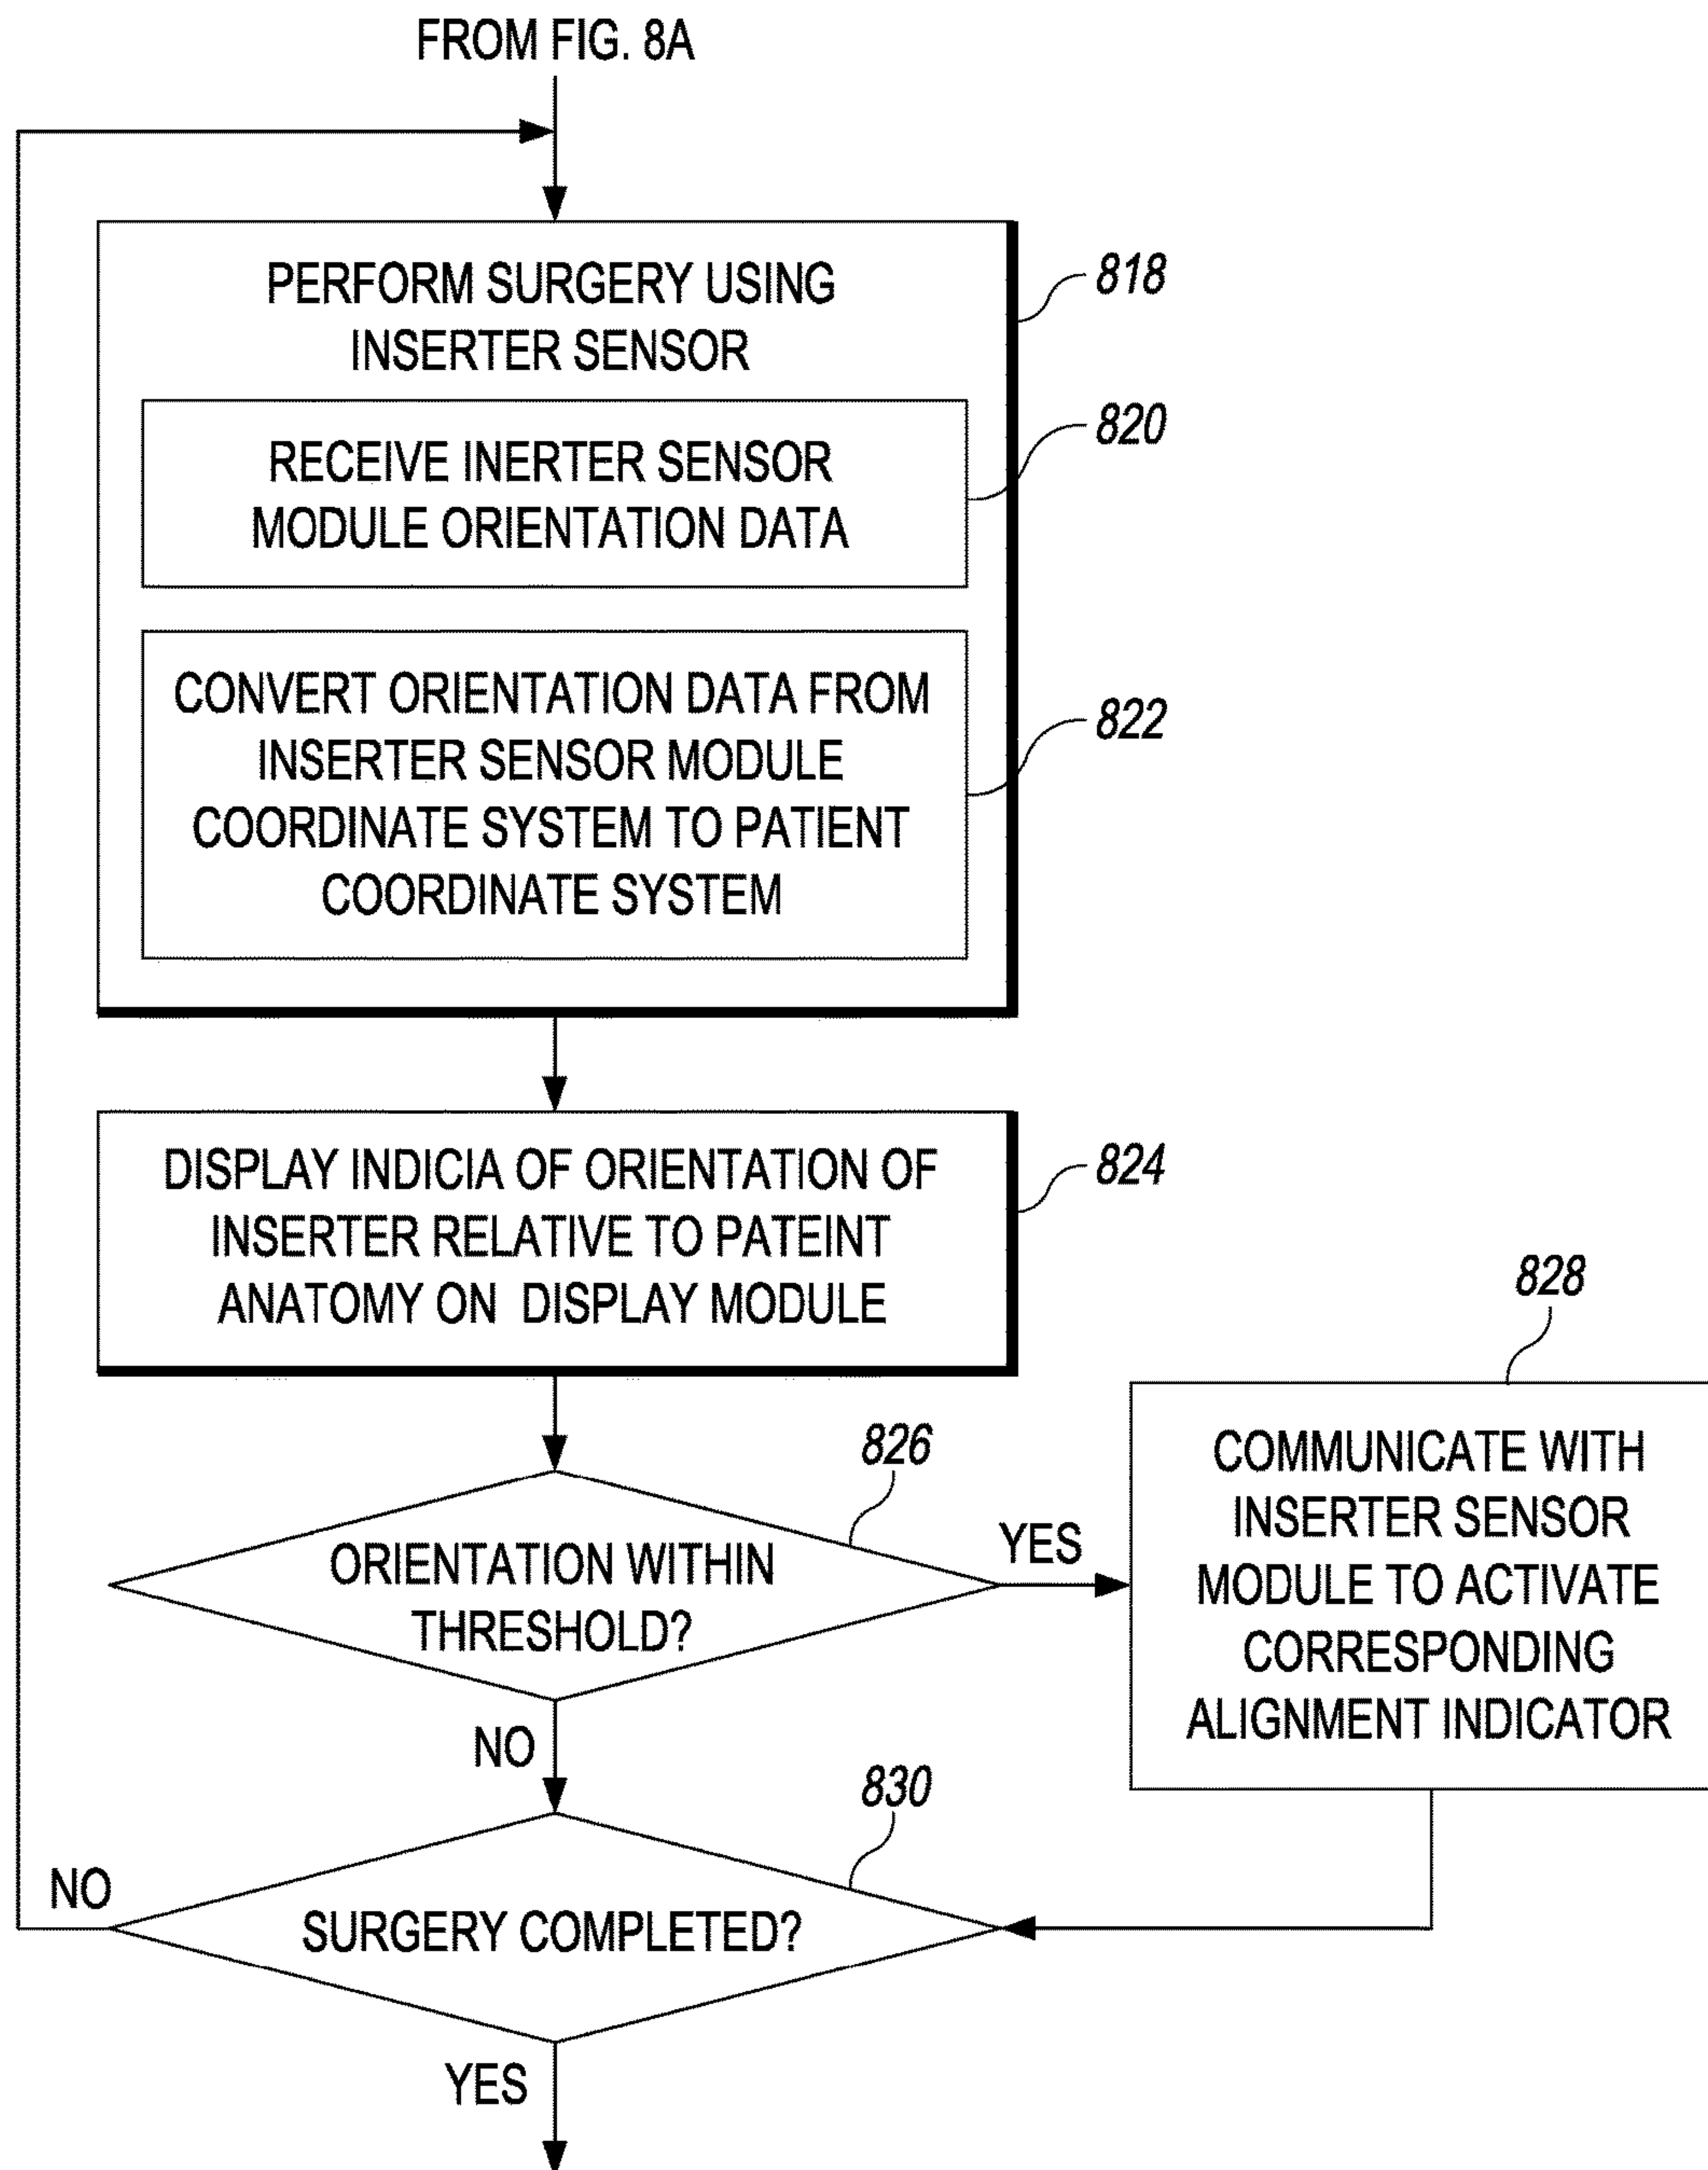 FROM FIG. 8A
PERFORM SURGERY USING
INSERTER SENSOR
818
RECEIVE INERTER SENSOR
MODULE ORIENTATION DATA
820
CONVERT ORIENTATION DATA FROM
INSERTER SENSOR MODULE
COORDINATE SYSTEM TO PATIENT
COORDINATE SYSTEM
822
DISPLAY INDICIA OF ORIENTATION OF
INSERTER RELATIVE TO PATEINT
ANATOMY ON DISPLAY MODULE
824
826
ORIENTATION WITHIN
THRESHOLD?
YES
828
COMMUNICATE WITH
INSERTER SENSOR
MODULE TO ACTIVATE
CORRESPONDING
ALIGNMENT INDICATOR
NO
830
SURGERY COMPLETED?
NO
YES